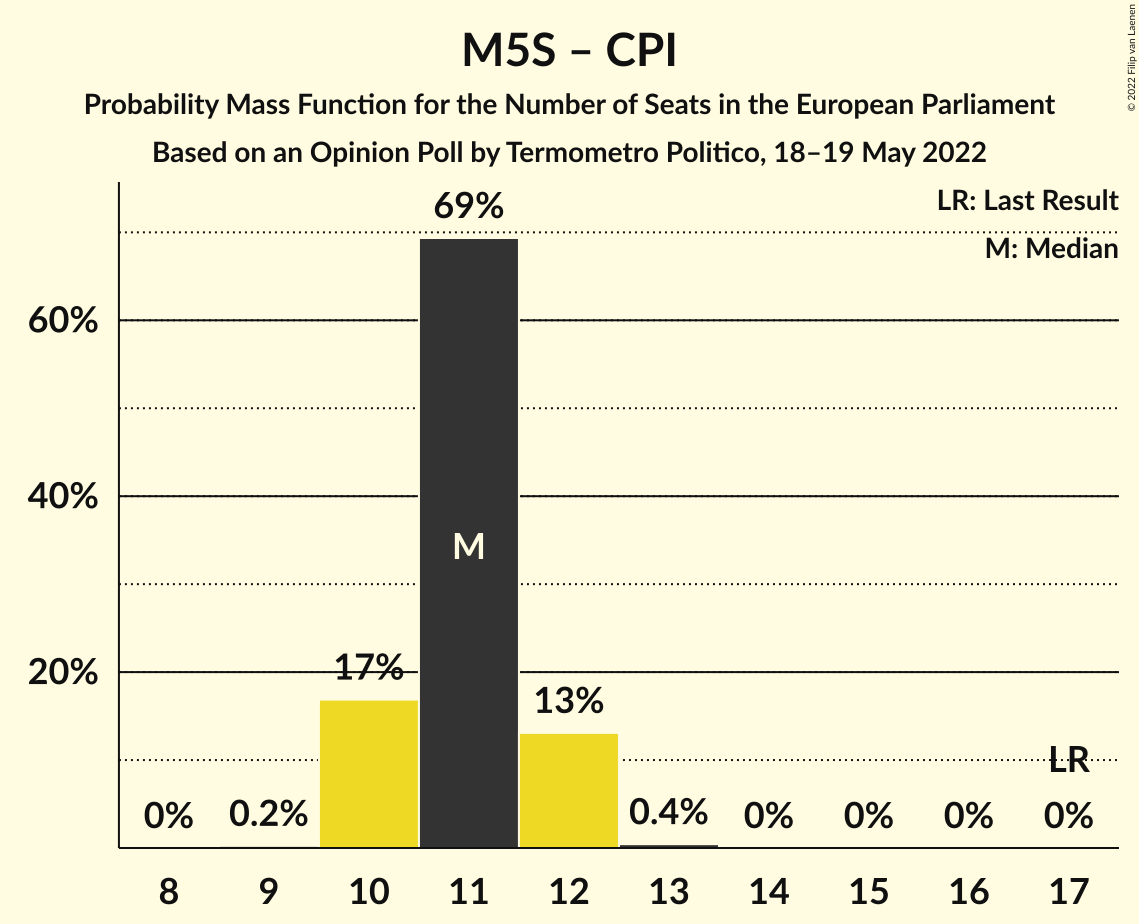 M5S – CPI
Probability Mass Function for the Number of Seats in the European Parliament
Based on an Opinion Poll by Termometro Politico, 18–19 May 2022
© 2022 Filip van Laenen
LR: Last Result
M: Median
69%
60%
40%
M
20%
17%
13%
LR
0%
0.2%
0.4%
0%
0%
0%
0%
8 9 10 11 12 13 14 15 16 17